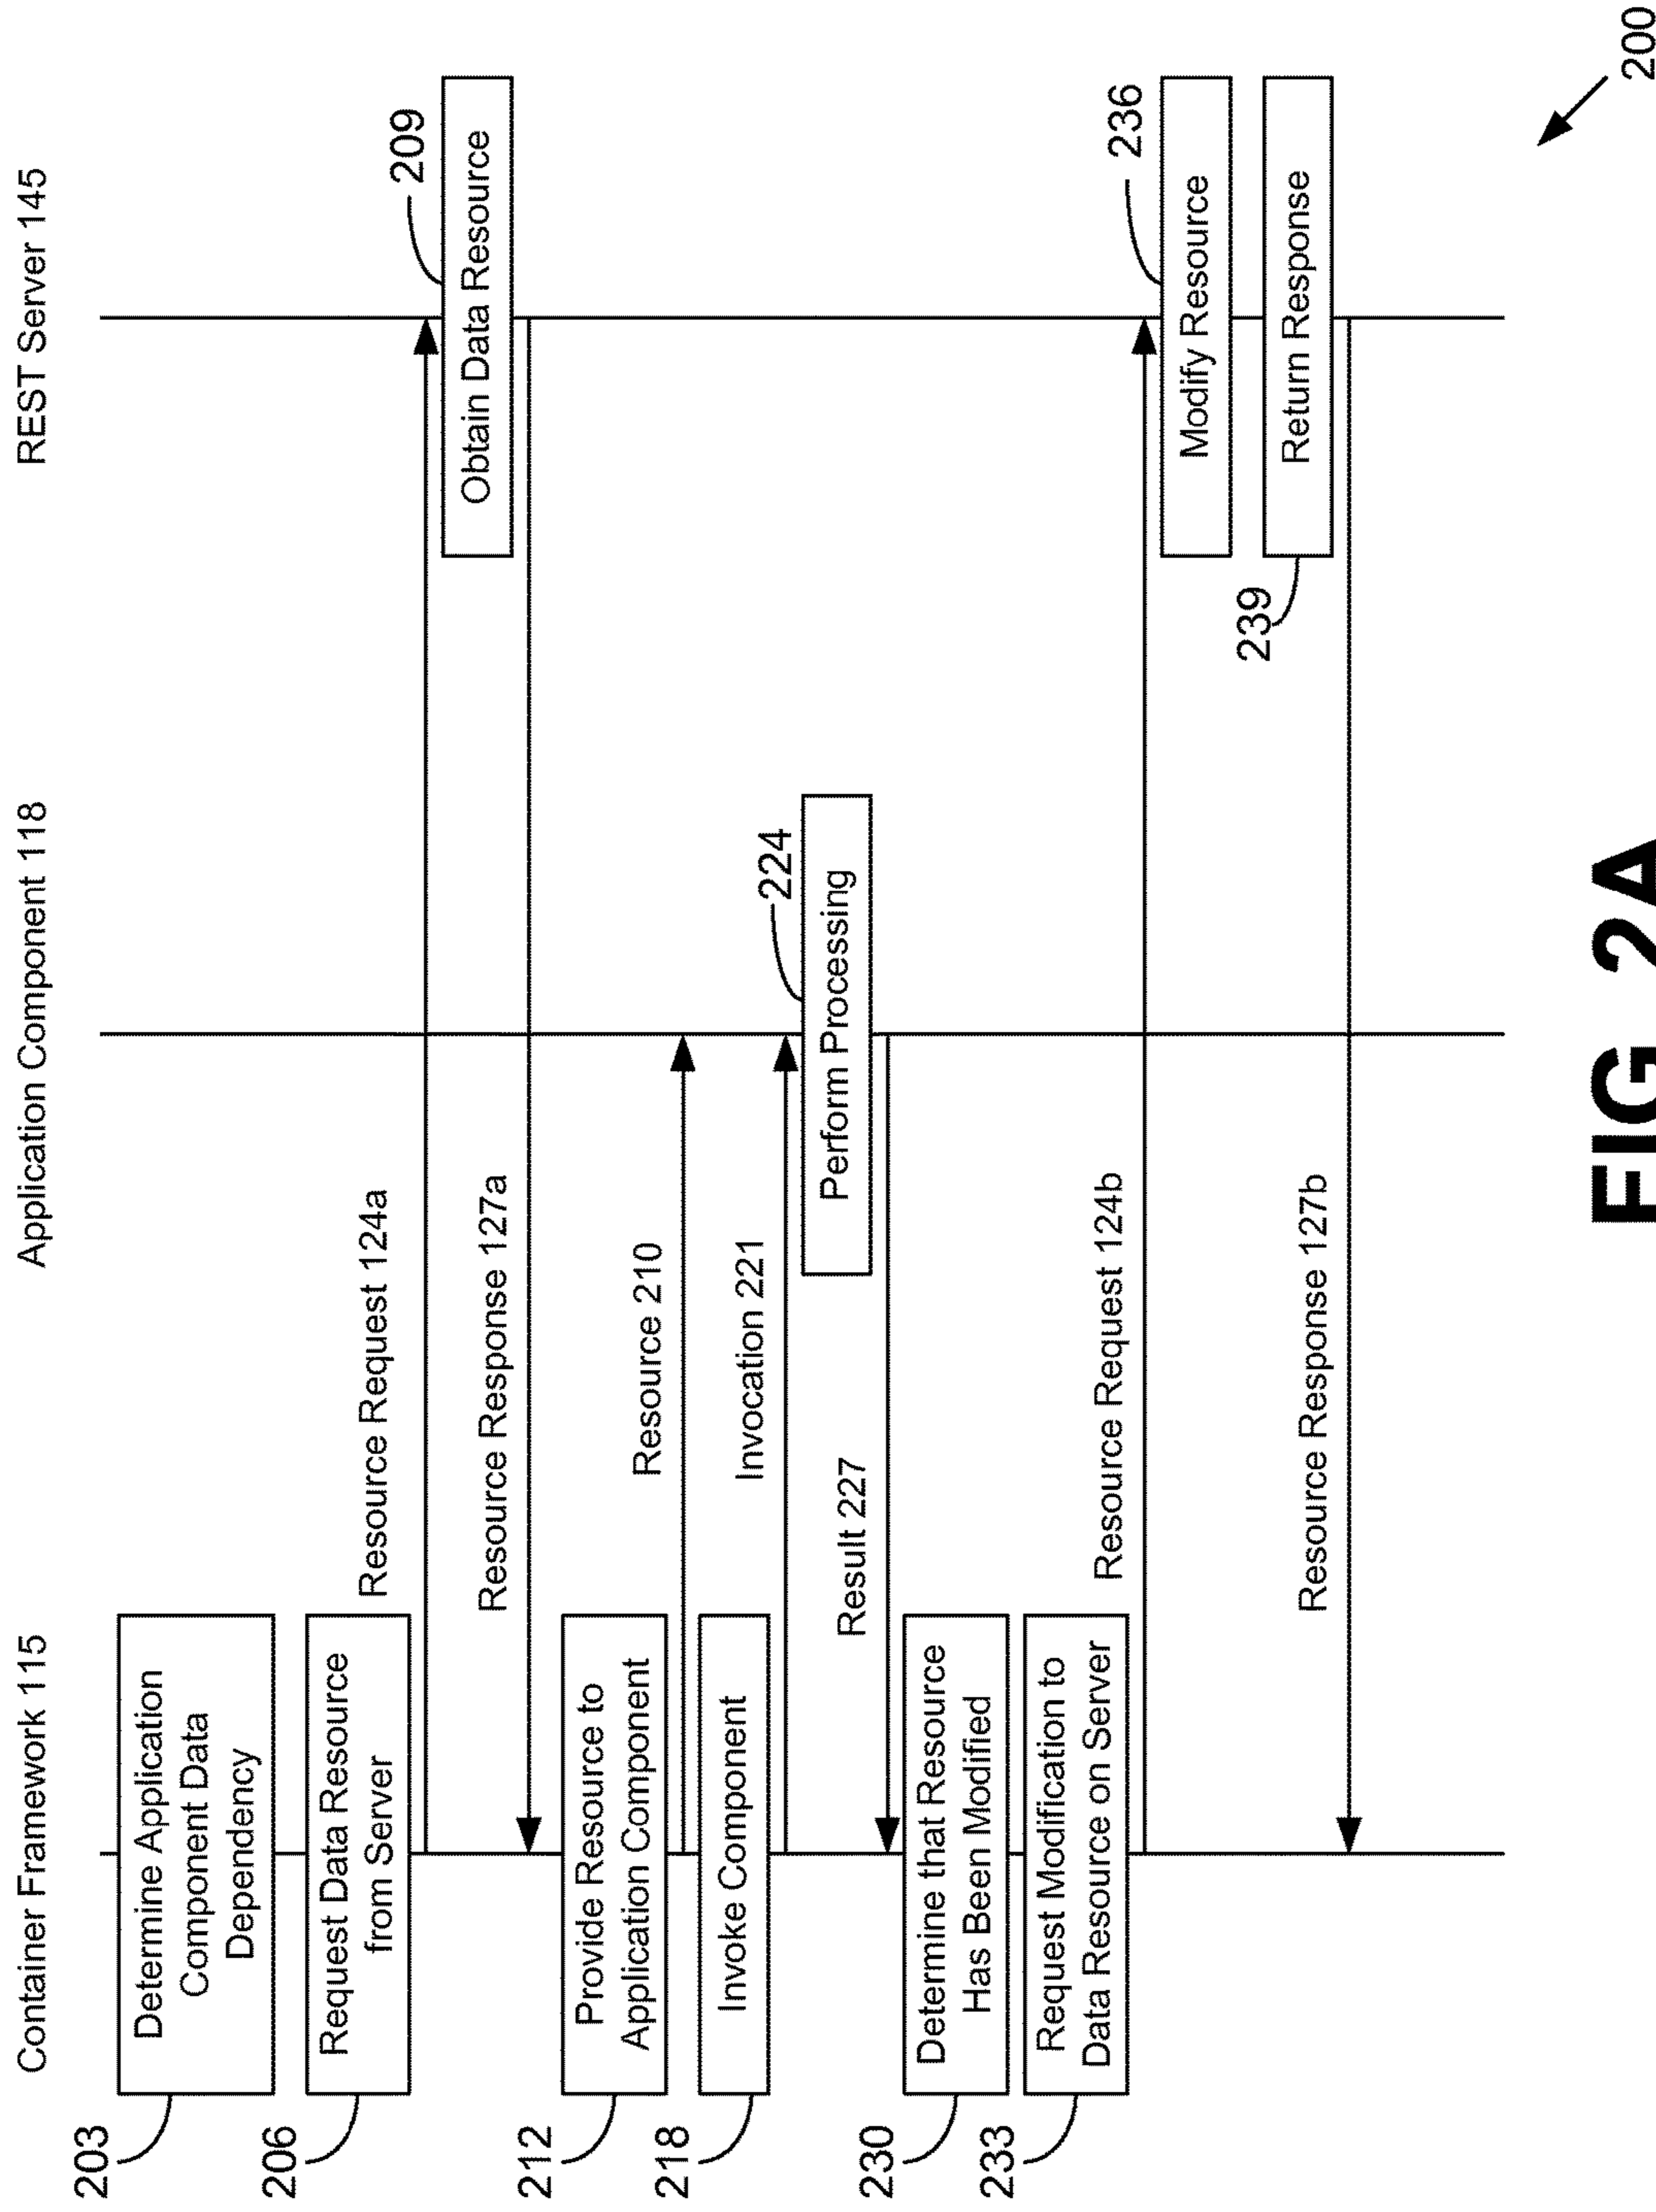 Container Framework 115
Application Component 118
REST Server 145
203
Determine Application
Component Data
Dependency
206
Request Data Resource
from Server
Resource Request 124a
209
Obtain Data Resource
Resource Response 127a
212
Provide Resource to
Application Component
Resource 210
218
Invoke Component
Invocation 221
224
Perform Processing
Result 227
230
Determine that Resource
Has Been Modified
233
Request Modification to
Data Resource on Server
Resource Request 124b
236
Modify Resource
239
Return Response
Resource Response 127b
200
FIG 2A